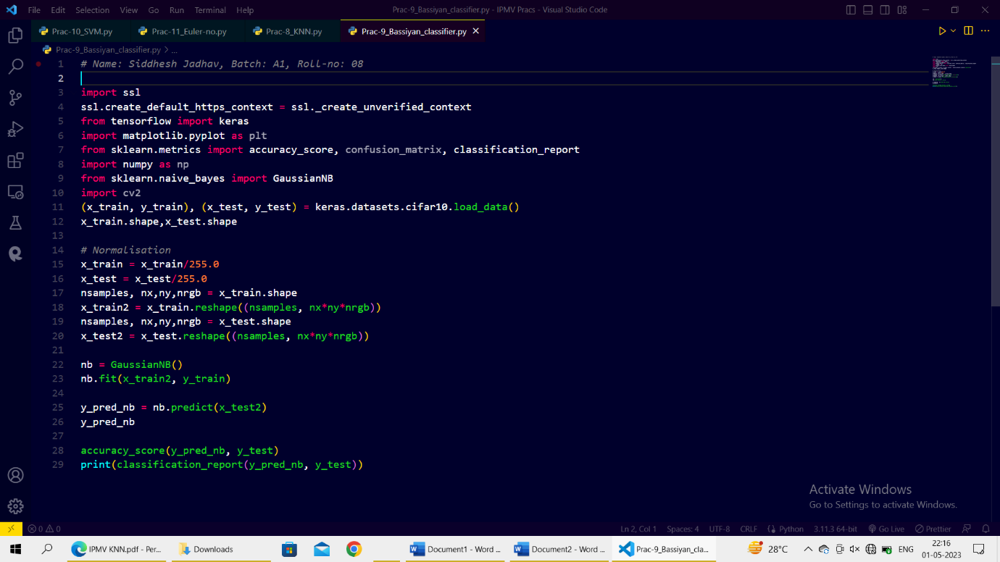 File Edit Selection View Go Run Terminal Help Prac-9_Bassiyan_classifier.py - IPMV Pracs - Visual Studio Code
Prac-10_SVM.py Prac-11_Euler-no.py Prac-8_KNN.py Prac-9_Bassiyan_classifier.py
Prac-9_Bassiyan_classifier.py > ...
1 # Name: Siddhesh Jadhav, Batch: A1, Roll-no: 08
2
3 import ssl
4 ssl.create_default_https_context = ssl._create_unverified_context
5 from tensorflow import keras
6 import matplotlib.pyplot as plt
7 from sklearn.metrics import accuracy_score, confusion_matrix, classification_report
8 import numpy as np
9 from sklearn.naive_bayes import GaussianNB
10 import cv2
11 (x_train, y_train), (x_test, y_test) = keras.datasets.cifar10.load_data()
12 x_train.shape,x_test.shape
13
14 # Normalisation
15 x_train = x_train/255.0
16 x_test = x_test/255.0
17 nsamples, nx,ny,nrgb = x_train.shape
18 x_train2 = x_train.reshape((nsamples, nx*ny*nrgb))
19 nsamples, nx,ny,nrgb = x_test.shape
20 x_test2 = x_test.reshape((nsamples, nx*ny*nrgb))
21
22 nb = GaussianNB()
23 nb.fit(x_train2, y_train)
24
25 y_pred_nb = nb.predict(x_test2)
26 y_pred_nb
27
28 accuracy_score(y_pred_nb, y_test)
29 print(classification_report(y_pred_nb, y_test))
Activate Windows
Go to Settings to activate Windows.
0 0 Ln 2, Col 1 Spaces: 4 UTF-8 CRLF Python 3.11.3 64-bit Go Live Prettier
IPMV KNN.pdf - Per... Downloads Document1 - Word ... Document2 - Word ... Prac-9_Bassiyan_cla... 28°C ENG 22:16
01-05-2023